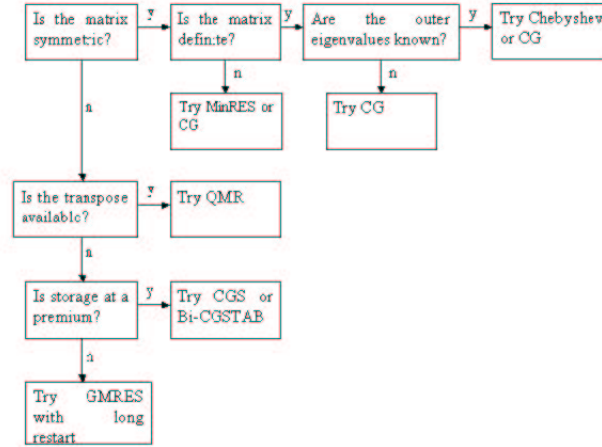 Is the matrix
symmetric?
y
Is the matrix
definite?
y
Are the outer
eigenvalues known?
y
Try Chebyshev
or CG
n
n
n
Try MinRES or
CG
Try CG
Is the transpose
available?
y
Try QMR
n
Is storage at a
premium?
y
Try CGS or
Bi-CGSTAB
n
Try GMRES
with long
restart